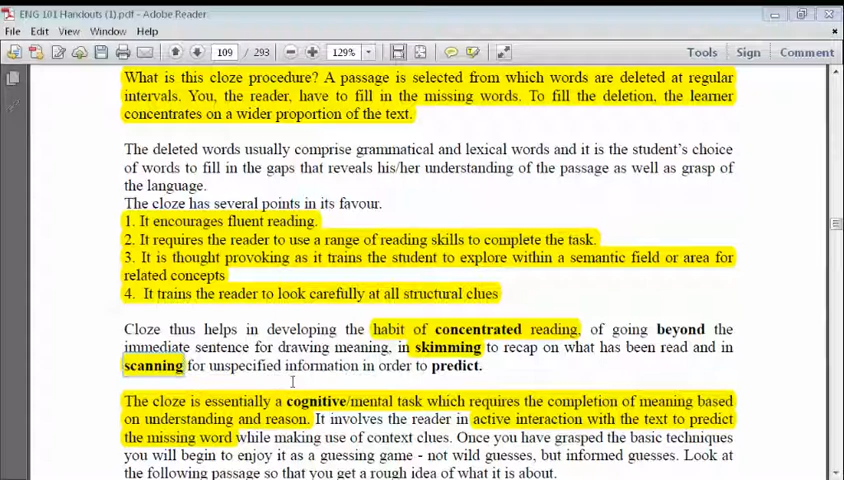 ENG 101 Handouts (1).pdf - Adobe Reader
File Edit View Window Help
109 / 293 129% Tools Sign Comment
What is this cloze procedure? A passage is selected from which words are deleted at regular
intervals. You, the reader, have to fill in the missing words. To fill the deletion, the learner
concentrates on a wider proportion of the text.
The deleted words usually comprise grammatical and lexical words and it is the student's choice
of words to fill in the gaps that reveals his/her understanding of the passage as well as grasp of
the language.
The cloze has several points in its favour.
1. It encourages fluent reading.
2. It requires the reader to use a range of reading skills to complete the task.
3. It is thought provoking as it trains the student to explore within a semantic field or area for
related concepts
4. It trains the reader to look carefully at all structural clues
Cloze thus helps in developing the habit of concentrated reading, of going beyond the
immediate sentence for drawing meaning, in skimming to recap on what has been read and in
scanning for unspecified information in order to predict.
The cloze is essentially a cognitive/mental task which requires the completion of meaning based
on understanding and reason. It involves the reader in active interaction with the text to predict
the missing word while making use of context clues. Once you have grasped the basic techniques
you will begin to enjoy it as a guessing game - not wild guesses, but informed guesses. Look at
the following passage so that you get a rough idea of what it is about.